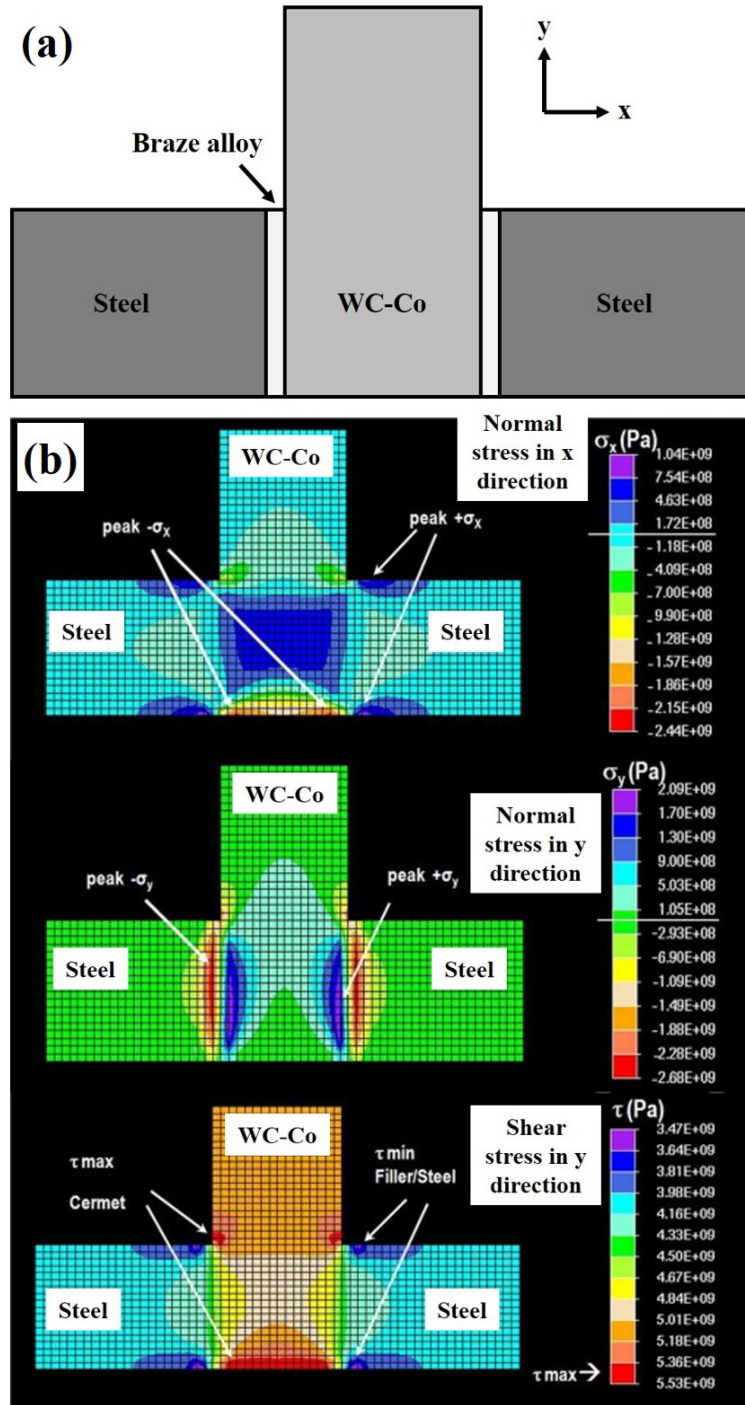 (a)
y
x
Braze alloy
Steel
WC-Co
Steel
(b)
WC-Co
Normal
stress in x
direction
σx (Pa)
1.04E+09
7.54E+08
4.63E+08
1.72E+08
-1.18E+08
-4.09E+08
-7.00E+08
-9.90E+08
-1.28E+09
-1.57E+09
-1.86E+09
-2.15E+09
-2.44E+09
peak -σx
peak +σx
Steel
Steel
WC-Co
Normal
stress in y
direction
σy (Pa)
2.09E+09
1.70E+09
1.30E+09
9.00E+08
5.03E+08
1.05E+08
-2.93E+08
-6.90E+08
-1.09E+09
-1.49E+09
-1.88E+09
-2.28E+09
-2.68E+09
peak -σy
peak +σy
Steel
Steel
WC-Co
Shear
stress in y
direction
τ (Pa)
3.47E+09
3.64E+09
3.81E+09
3.98E+09
4.16E+09
4.33E+09
4.50E+09
4.67E+09
4.84E+09
5.01E+09
5.18E+09
5.36E+09
5.53E+09
τ max
Cermet
τ min
Filler/Steel
Steel
Steel
τ max →